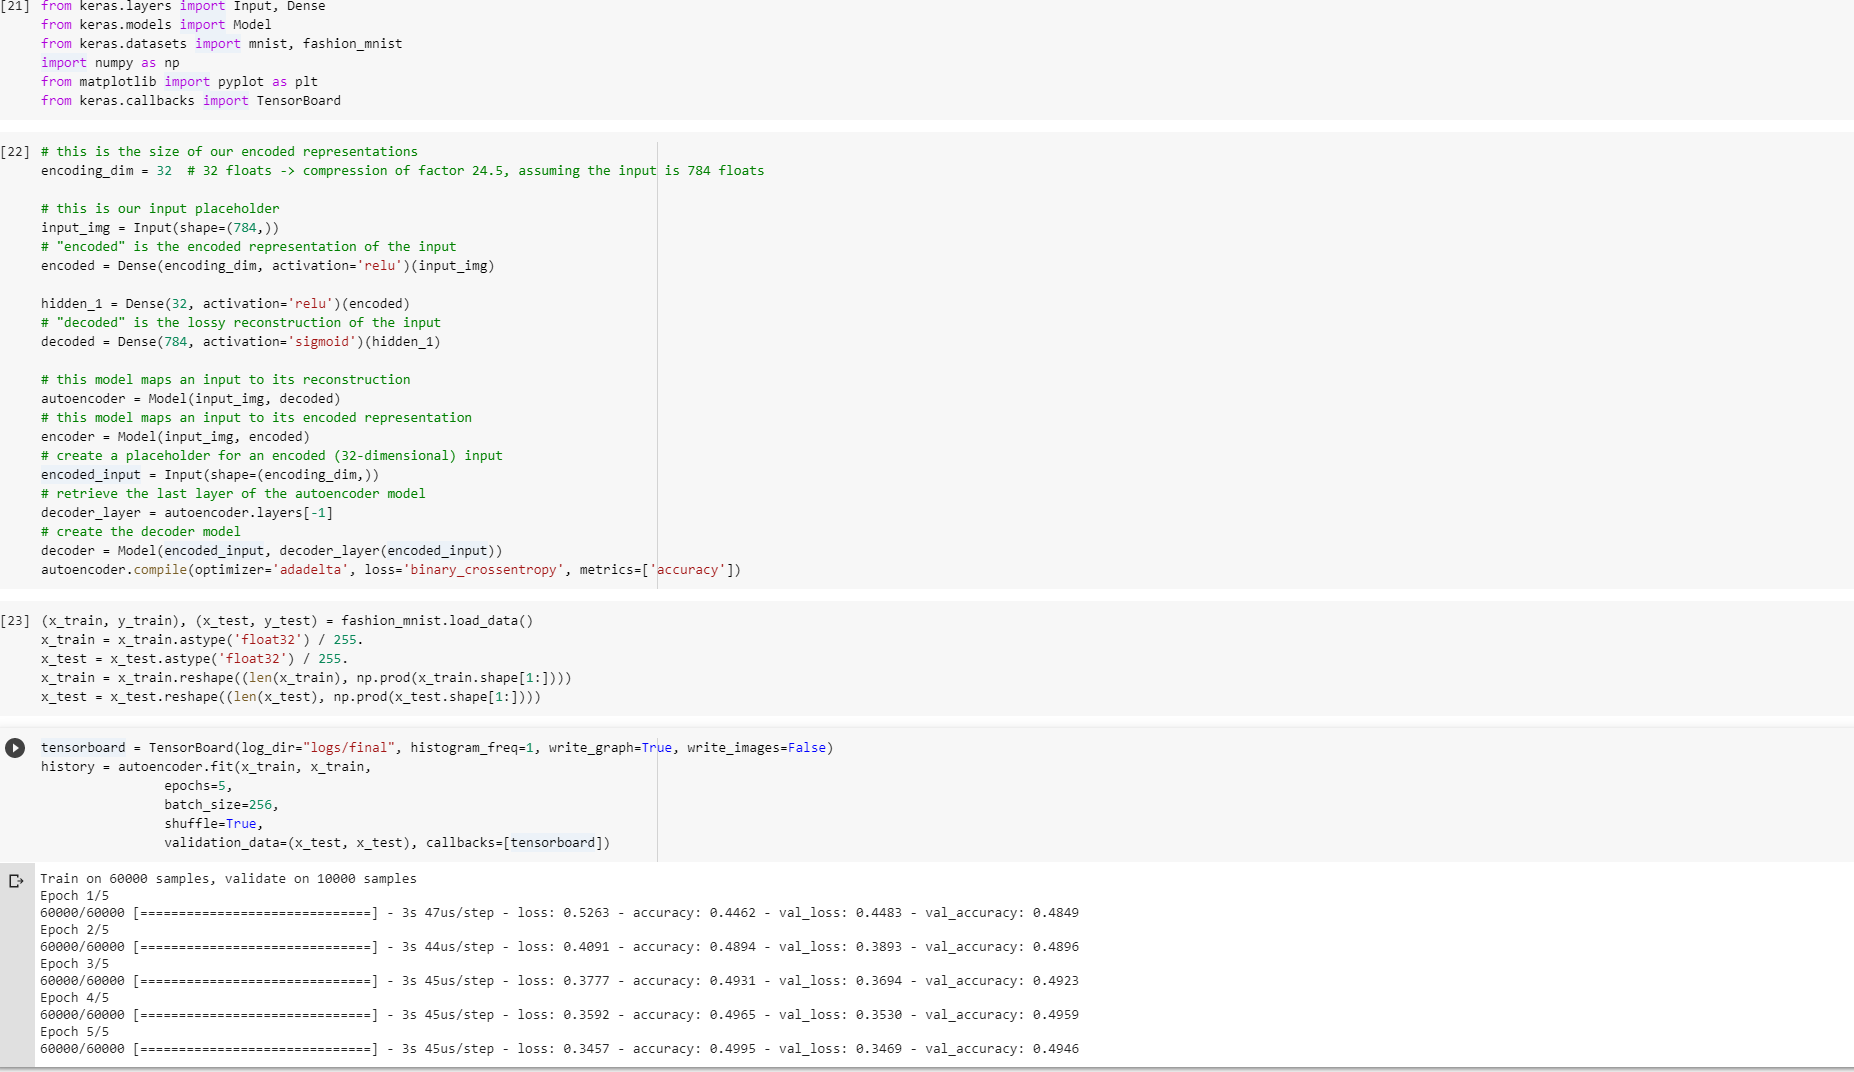 [21] from keras.layers import Input, Dense
from keras.models import Model
from keras.datasets import mnist, fashion_mnist
import numpy as np
from matplotlib import pyplot as plt
from keras.callbacks import TensorBoard
[22] # this is the size of our encoded representations
encoding_dim = 32  # 32 floats -> compression of factor 24.5, assuming the input is 784 floats
# this is our input placeholder
input_img = Input(shape=(784,))
# "encoded" is the encoded representation of the input
encoded = Dense(encoding_dim, activation='relu')(input_img)
hidden_1 = Dense(32, activation='relu')(encoded)
# "decoded" is the lossy reconstruction of the input
decoded = Dense(784, activation='sigmoid')(hidden_1)
# this model maps an input to its reconstruction
autoencoder = Model(input_img, decoded)
# this model maps an input to its encoded representation
encoder = Model(input_img, encoded)
# create a placeholder for an encoded (32-dimensional) input
encoded_input = Input(shape=(encoding_dim,))
# retrieve the last layer of the autoencoder model
decoder_layer = autoencoder.layers[-1]
# create the decoder model
decoder = Model(encoded_input, decoder_layer(encoded_input))
autoencoder.compile(optimizer='adadelta', loss='binary_crossentropy', metrics=['accuracy'])
[23] (x_train, y_train), (x_test, y_test) = fashion_mnist.load_data()
x_train = x_train.astype('float32') / 255.
x_test = x_test.astype('float32') / 255.
x_train = x_train.reshape((len(x_train), np.prod(x_train.shape[1:])))
x_test = x_test.reshape((len(x_test), np.prod(x_test.shape[1:])))
tensorboard = TensorBoard(log_dir="logs/final", histogram_freq=1, write_graph=True, write_images=False)
history = autoencoder.fit(x_train, x_train,
epochs=5,
batch_size=256,
shuffle=True,
validation_data=(x_test, x_test), callbacks=[tensorboard])
Train on 60000 samples, validate on 10000 samples
Epoch 1/5
60000/60000 [==============================] - 3s 47us/step - loss: 0.5263 - accuracy: 0.4462 - val_loss: 0.4483 - val_accuracy: 0.4849
Epoch 2/5
60000/60000 [==============================] - 3s 44us/step - loss: 0.4091 - accuracy: 0.4894 - val_loss: 0.3893 - val_accuracy: 0.4896
Epoch 3/5
60000/60000 [==============================] - 3s 45us/step - loss: 0.3777 - accuracy: 0.4931 - val_loss: 0.3694 - val_accuracy: 0.4923
Epoch 4/5
60000/60000 [==============================] - 3s 45us/step - loss: 0.3592 - accuracy: 0.4965 - val_loss: 0.3530 - val_accuracy: 0.4959
Epoch 5/5
60000/60000 [==============================] - 3s 45us/step - loss: 0.3457 - accuracy: 0.4995 - val_loss: 0.3469 - val_accuracy: 0.4946